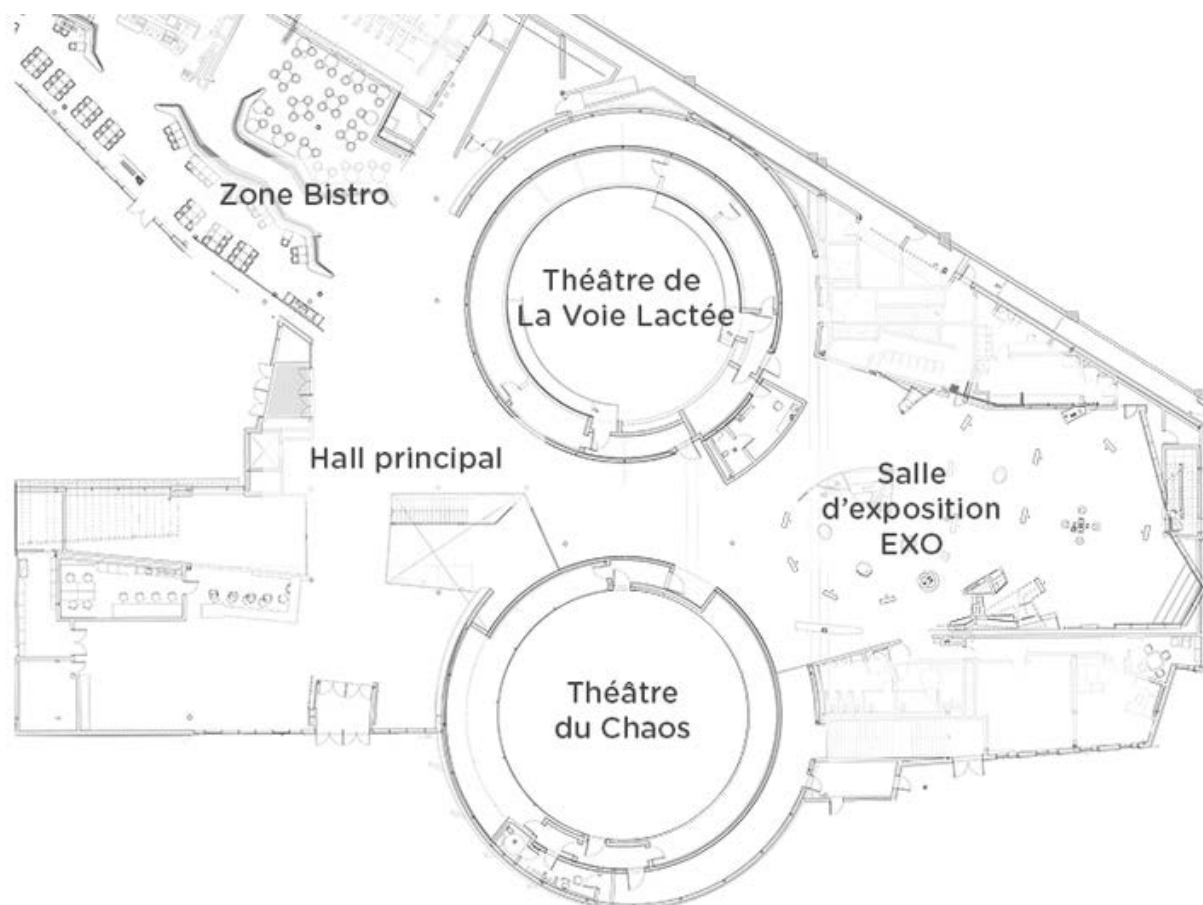 Zone Bistro
Théâtre de
La Voie Lactée
Hall principal
Salle
d'exposition
EXO
Théâtre
du Chaos